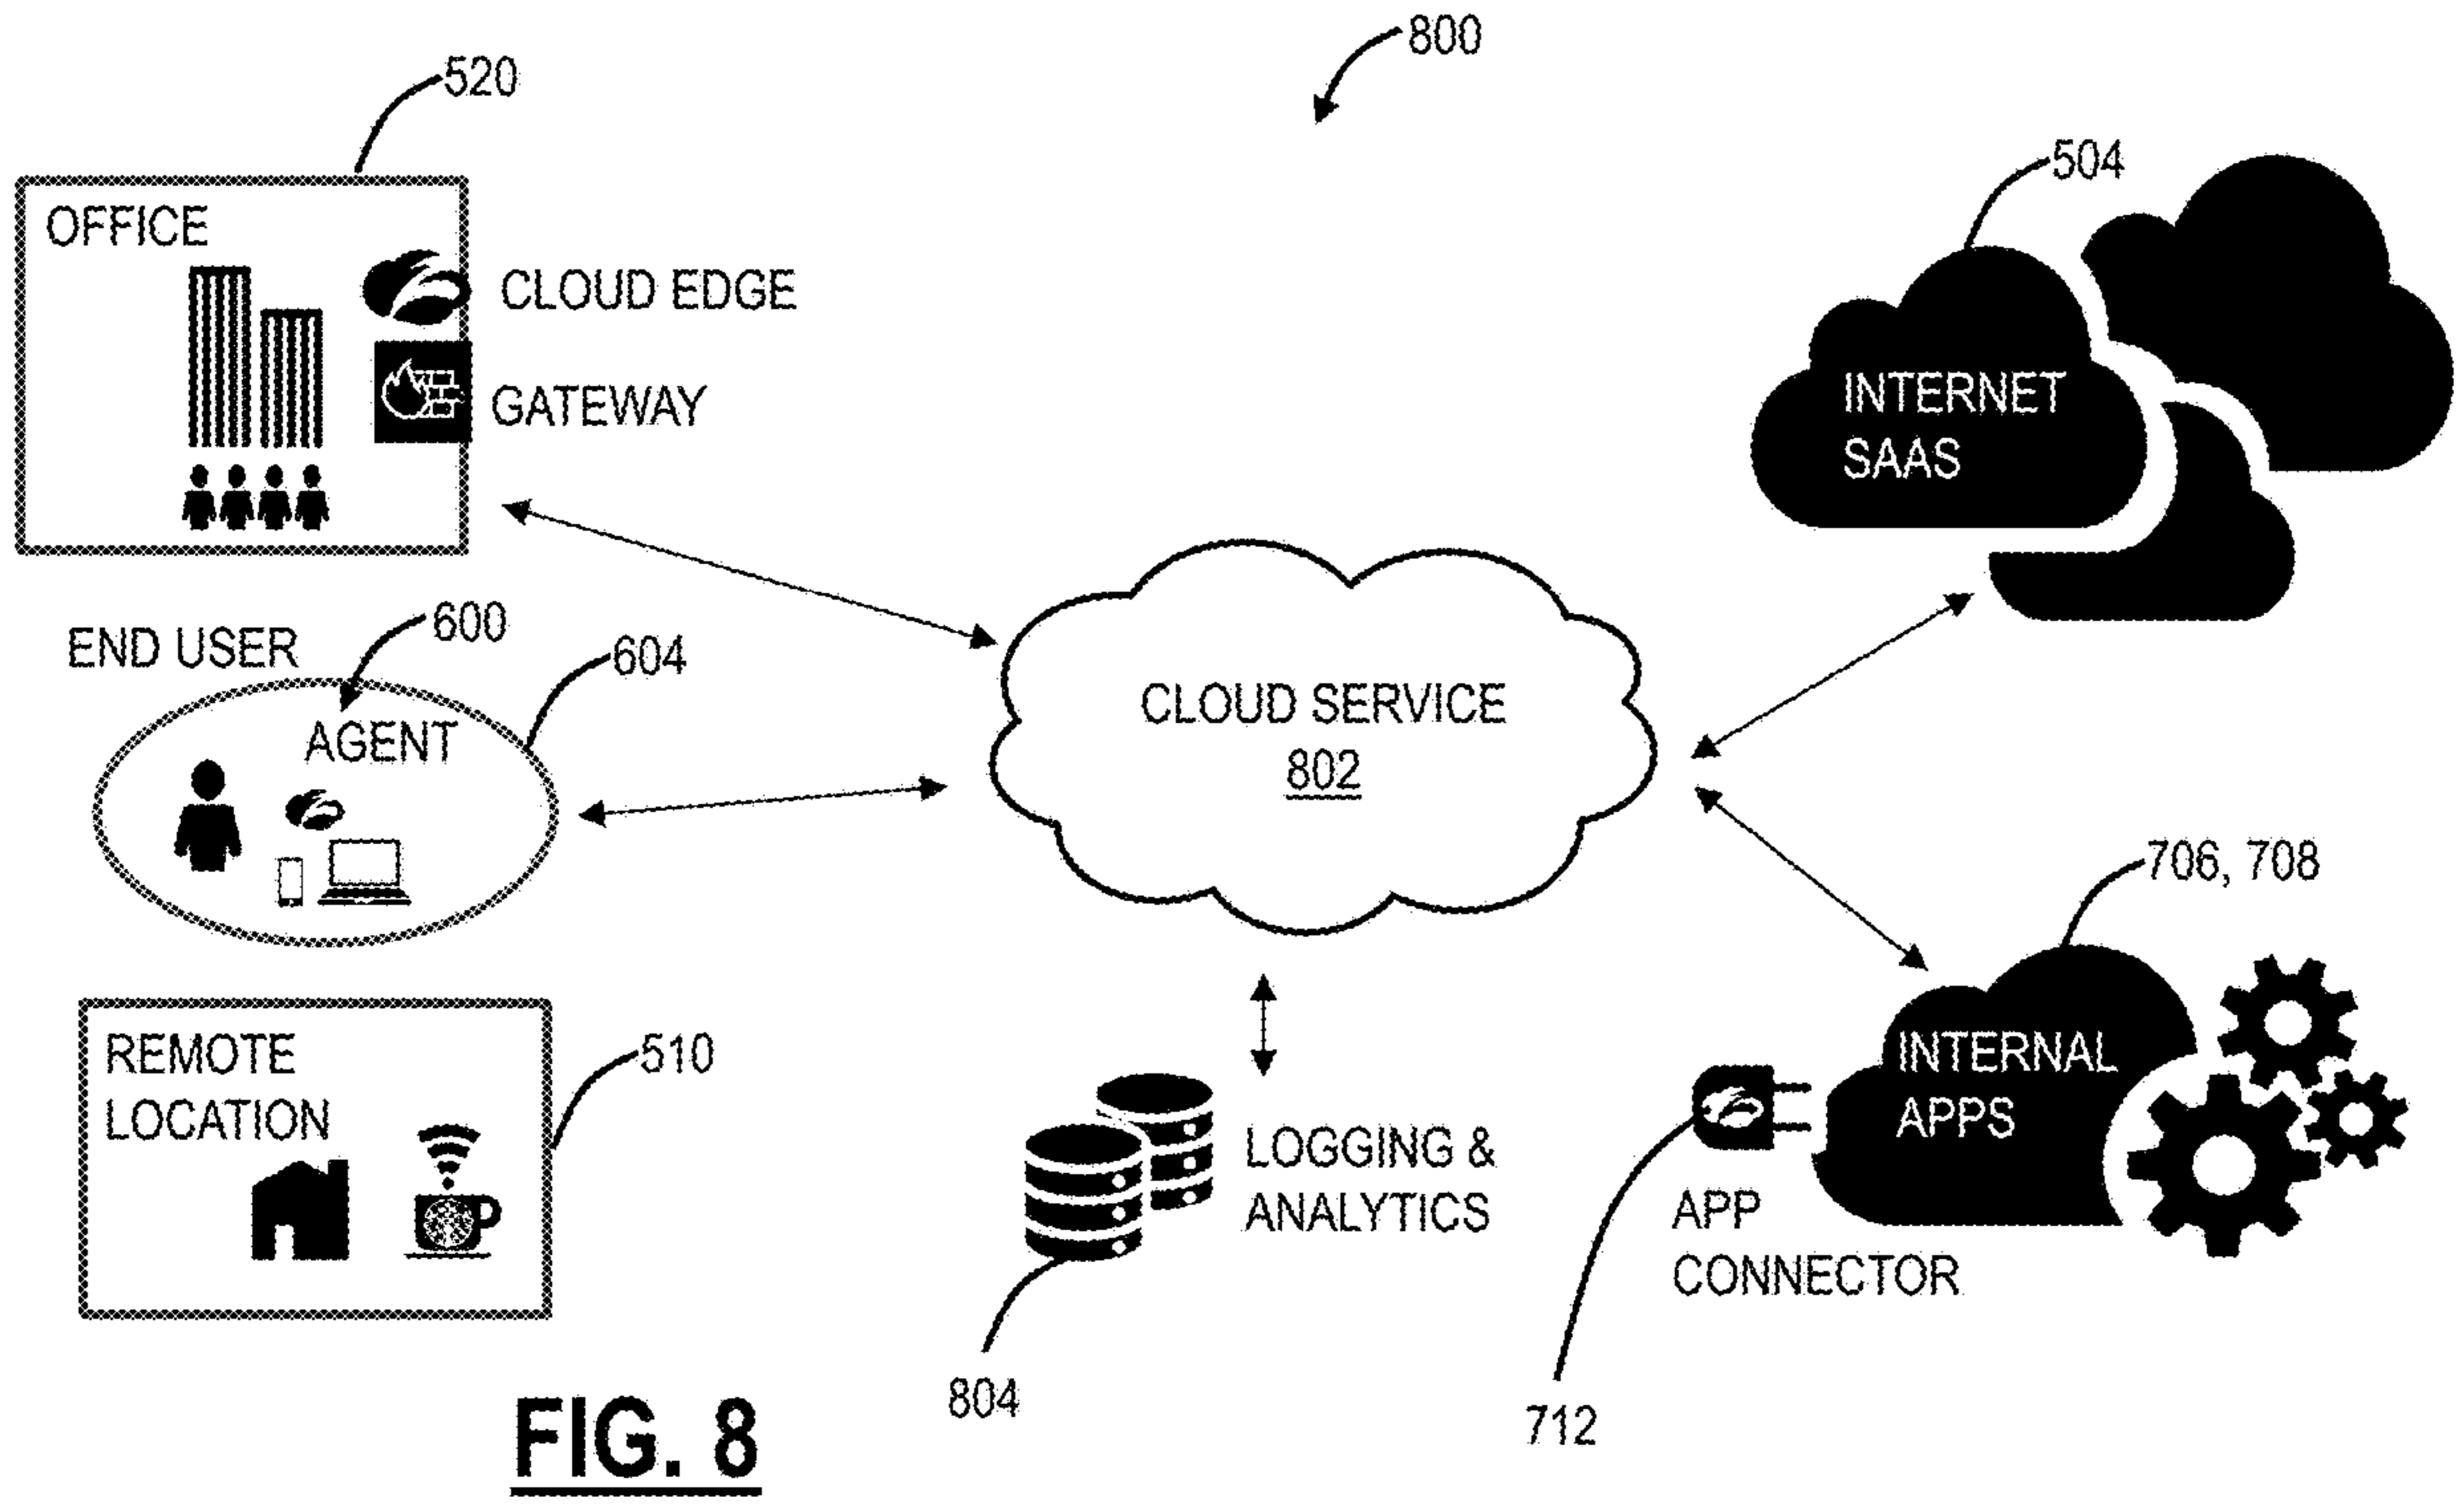 800
520
504
OFFICE
CLOUD EDGE
GATEWAY
INTERNET
SAAS
END USER
600
604
AGENT
CLOUD SERVICE
802
706, 708
REMOTE
LOCATION
510
LOGGING &
ANALYTICS
804
INTERNAL
APPS
APP
CONNECTOR
712
FIG. 8